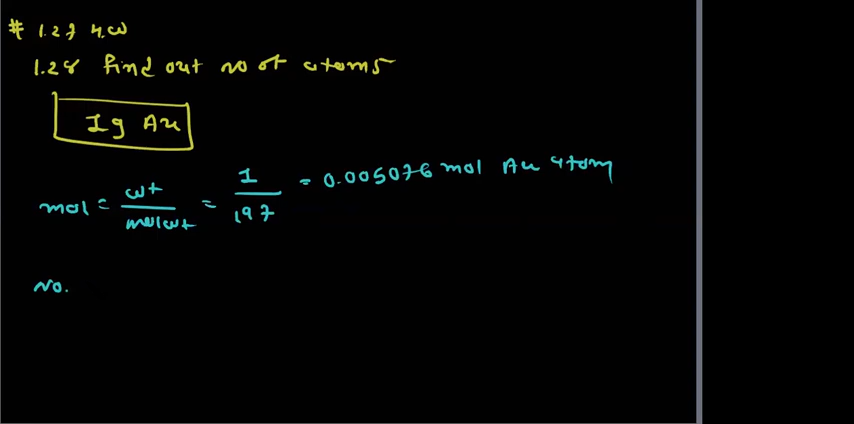 # 1.27 H.W
1.28 Find out no of atoms
1g Au
mol = wt / molwt = 1 / 197 = 0.005076 mol Au atom
No.